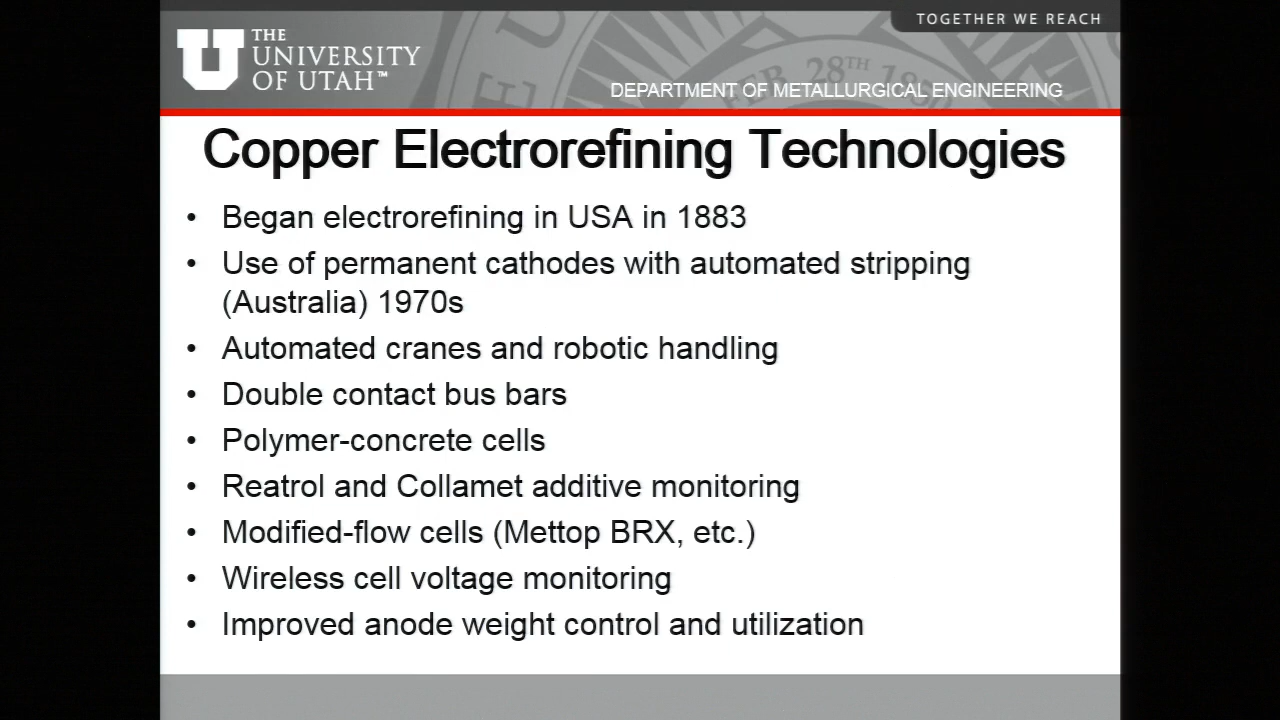 TOGETHER WE REACH
THE
UNIVERSITY
OF UTAH™
FEB. 28TH 1850
DEPARTMENT OF METALLURGICAL ENGINEERING
Copper Electrorefining Technologies
• Began electrorefining in USA in 1883
• Use of permanent cathodes with automated stripping
(Australia) 1970s
• Automated cranes and robotic handling
• Double contact bus bars
• Polymer-concrete cells
• Reatrol and Collamet additive monitoring
• Modified-flow cells (Mettop BRX, etc.)
• Wireless cell voltage monitoring
• Improved anode weight control and utilization